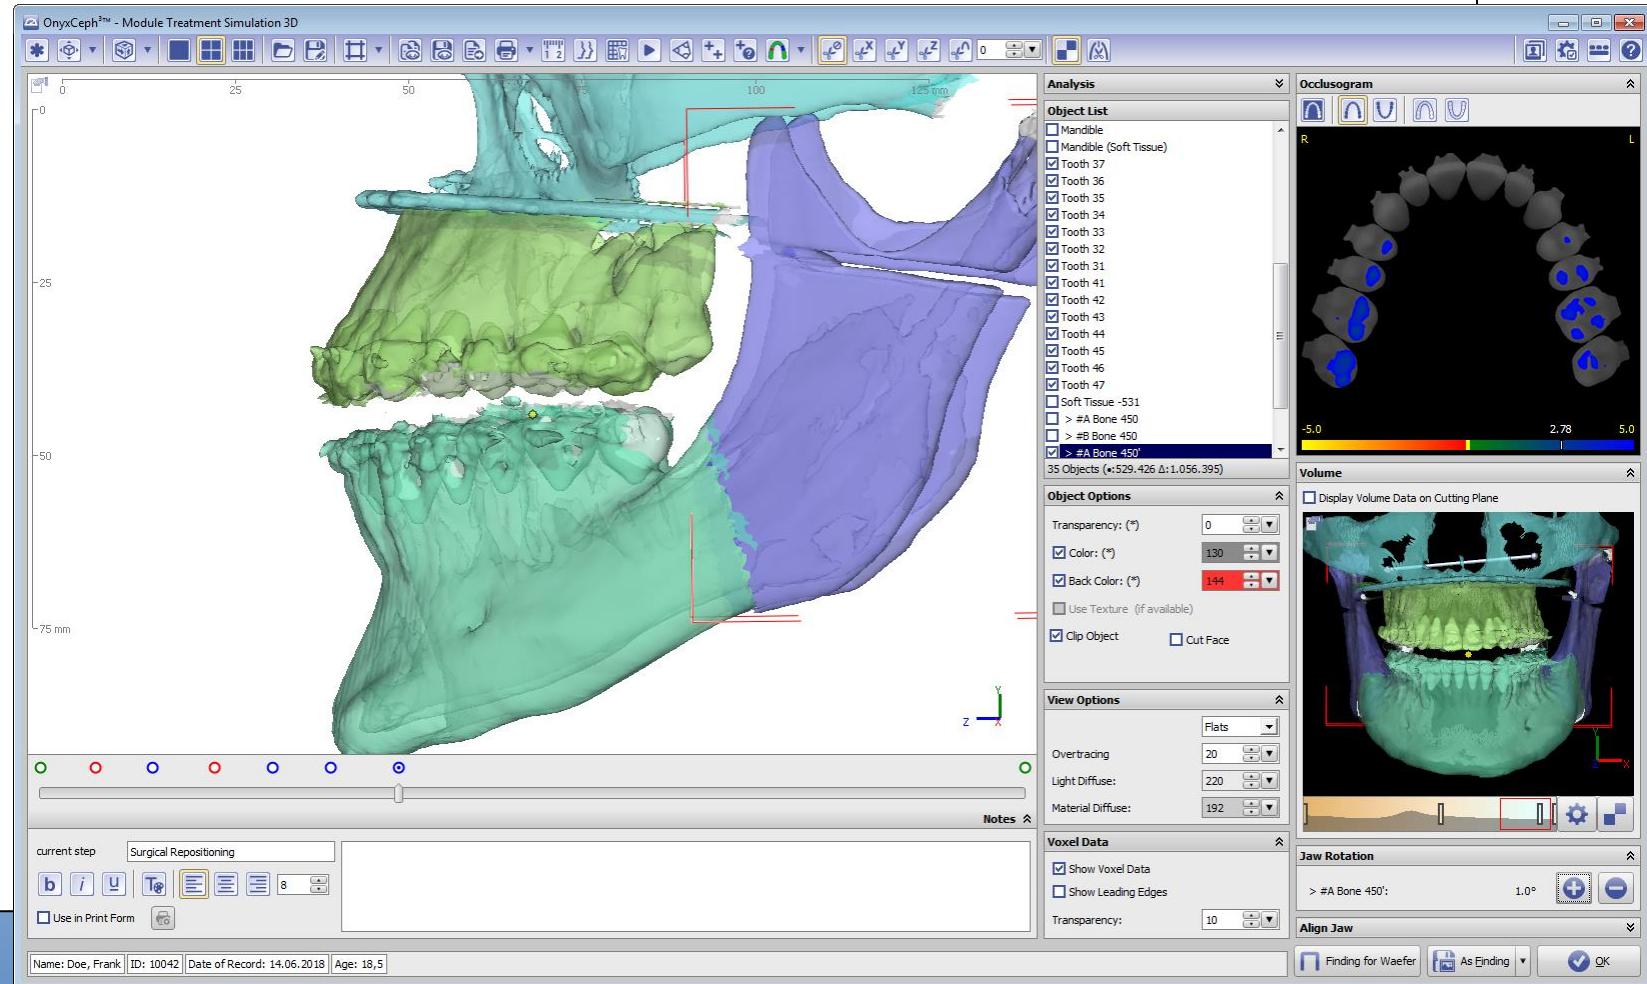 OnyxCeph³™ - Module Treatment Simulation 3D
0
0 25 50 75 100 125 mm
0
25
50
75 mm
Y
Z X
Analysis
Object List
Mandible
Mandible (Soft Tissue)
Tooth 37
Tooth 36
Tooth 35
Tooth 34
Tooth 33
Tooth 32
Tooth 31
Tooth 41
Tooth 42
Tooth 43
Tooth 44
Tooth 45
Tooth 46
Tooth 47
Soft Tissue -531
> #A Bone 450
> #B Bone 450
> #A Bone 450'
35 Objects (•:529.426 Δ:1.056.395)
Object Options
Transparency: (*) 0
Color: (*) 130
Back Color: (*) 144
Use Texture (if available)
Clip Object Cut Face
View Options
Flats
Overtracing 20
Light Diffuse: 220
Material Diffuse: 192
Voxel Data
Show Voxel Data
Show Leading Edges
Transparency: 10
Occlusogram
R L
-5.0 2.78 5.0
Volume
Display Volume Data on Cutting Plane
Y
Z X
Jaw Rotation
> #A Bone 450': 1.0°
Align Jaw
Finding for Waefer As Finding OK
Notes
current step Surgical Repositioning
b i u T 8
Use in Print Form
Name: Doe, Frank ID: 10042 Date of Record: 14.06.2018 Age: 18,5